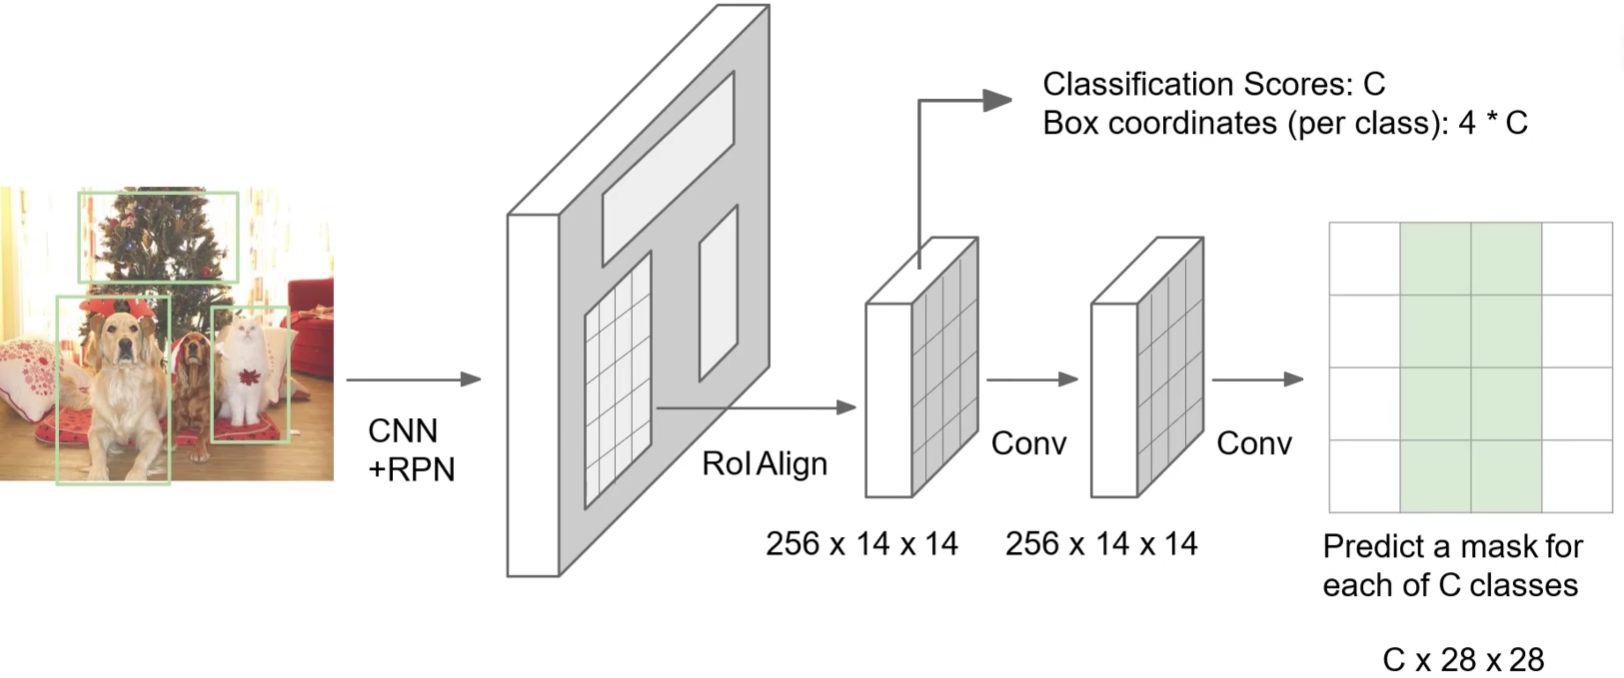 Classification Scores: C
Box coordinates (per class): 4 * C
CNN
+RPN
RoI Align
Conv
Conv
256 x 14 x 14
256 x 14 x 14
Predict a mask for
each of C classes
C x 28 x 28